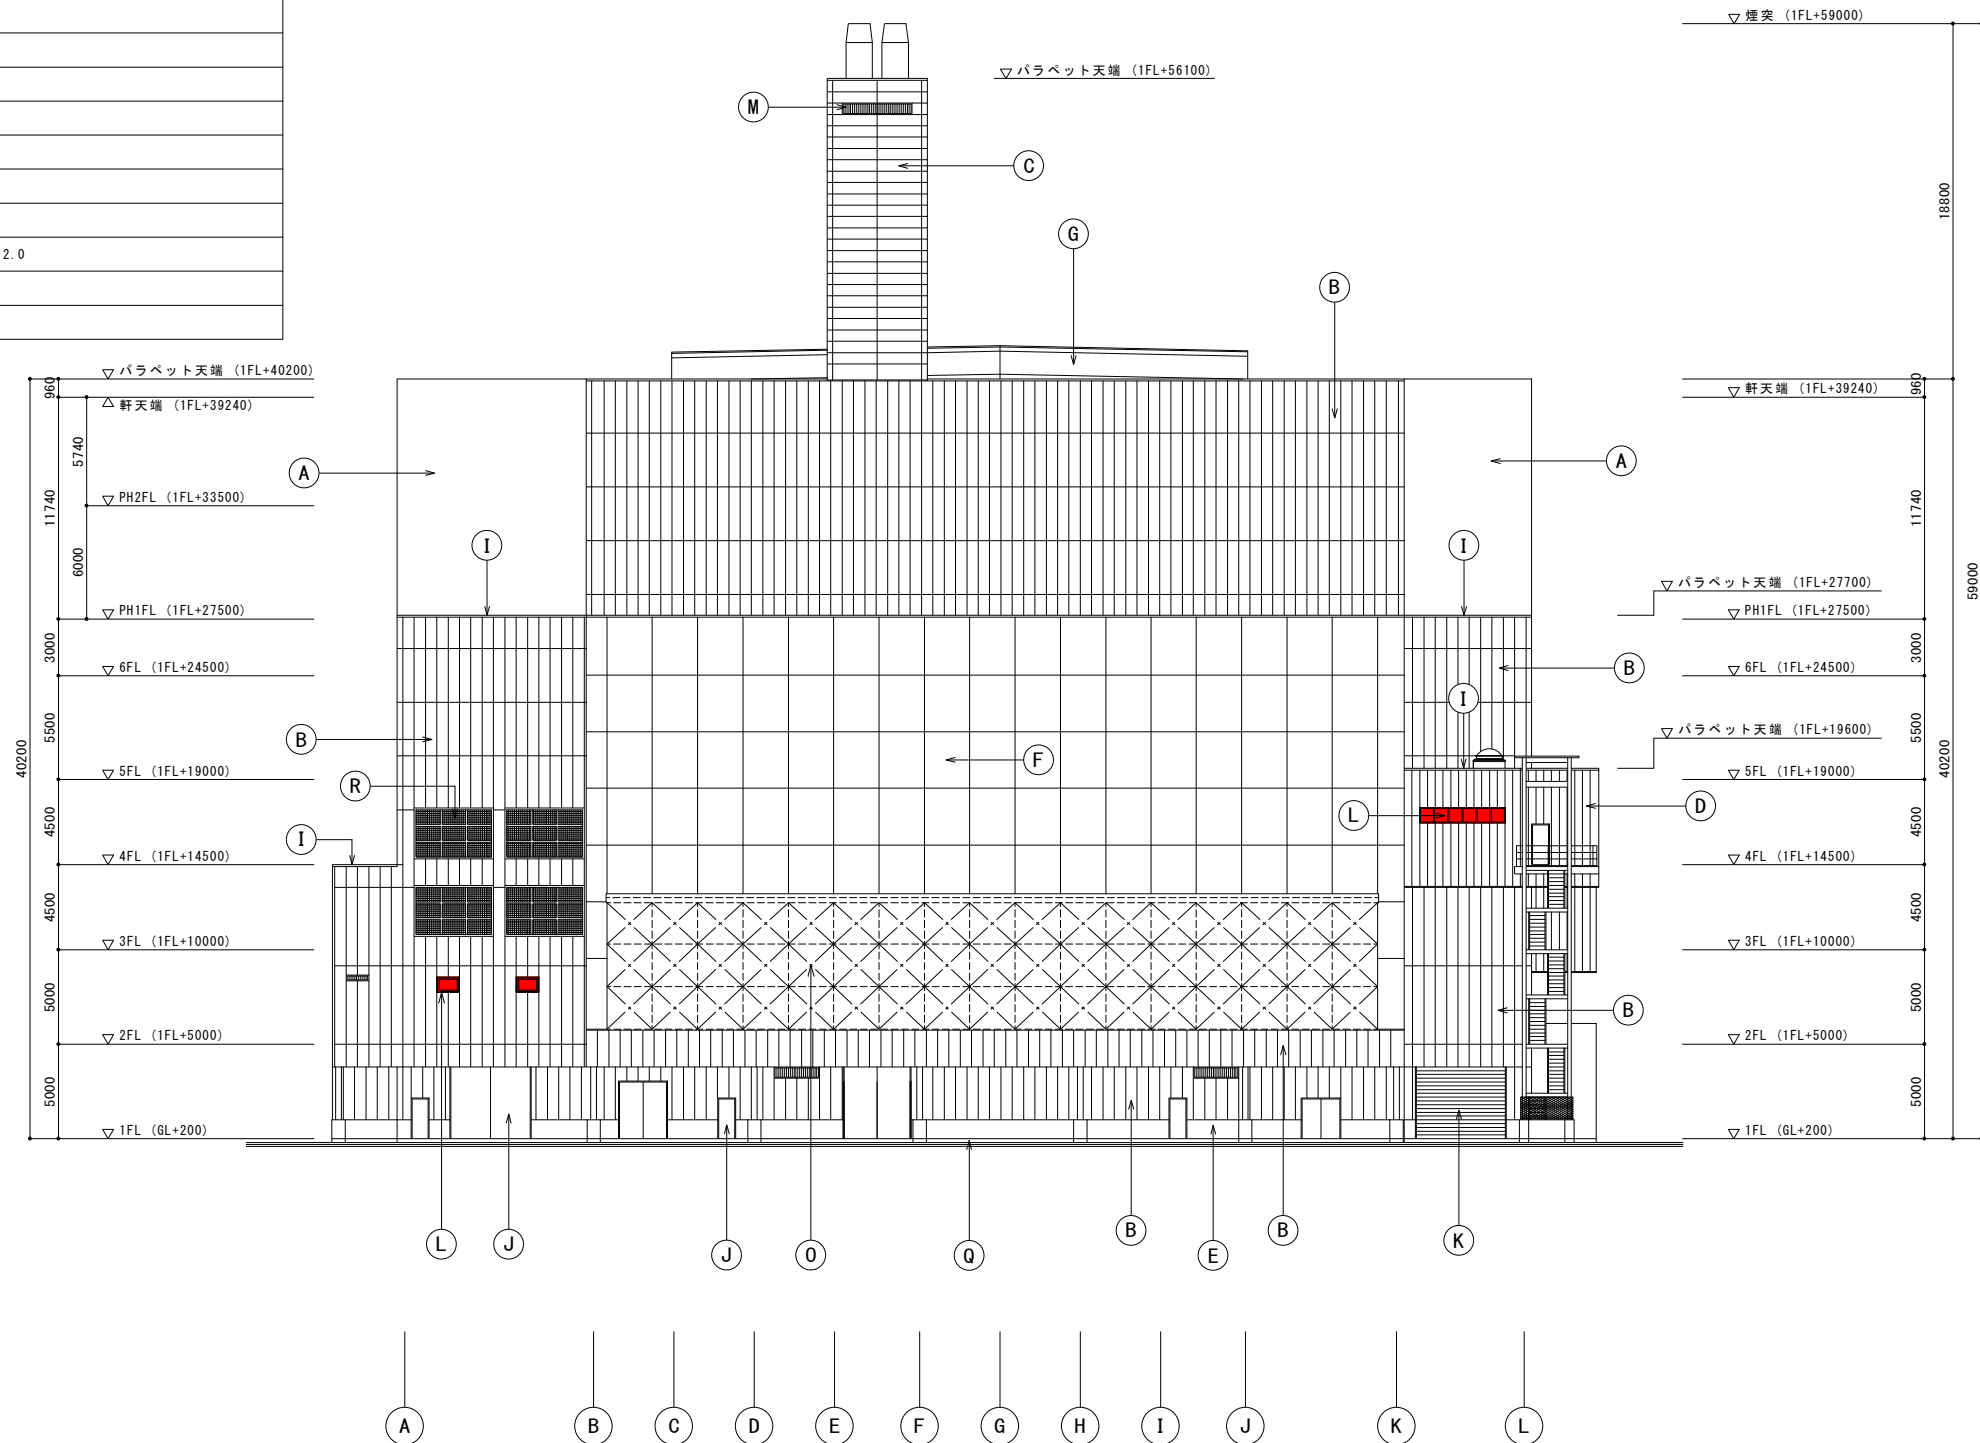 ▽ 煙突 (1FL+59000)
▽ パラペット天端 (1FL+56100)
M
C
18800
G
2.0
B
▽ パラペット天端 (1FL+40200)
960
△ 軒天端 (1FL+39240)
960
▽ 軒天端 (1FL+39240)
5740
A
A
11740
▽ PH2FL (1FL+33500)
11740
6000
I
I
59000
▽ パラペット天端 (1FL+27700)
▽ PH1FL (1FL+27500)
▽ PH1FL (1FL+27500)
3000
3000
▽ 6FL (1FL+24500)
B
▽ 6FL (1FL+24500)
I
5500
5500
B
▽ パラペット天端 (1FL+19600)
40200
F
40200
▽ 5FL (1FL+19000)
▽ 5FL (1FL+19000)
R
D
4500
L
4500
I
▽ 4FL (1FL+14500)
▽ 4FL (1FL+14500)
4500
4500
▽ 3FL (1FL+10000)
▽ 3FL (1FL+10000)
5000
5000
B
▽ 2FL (1FL+5000)
▽ 2FL (1FL+5000)
5000
5000
▽ 1FL (GL+200)
▽ 1FL (GL+200)
L
J
J
O
Q
B
E
B
K
A
B
C
D
E
F
G
H
I
J
K
L